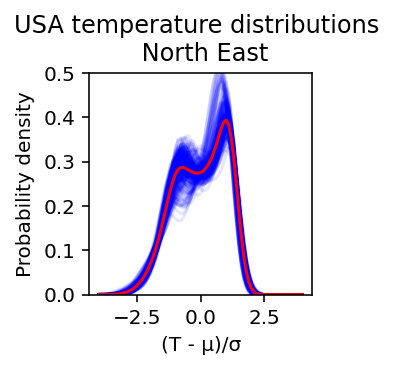 USA temperature distributions
North East
Probability density
0.5
0.4
0.3
0.2
0.1
0.0
−2.5 0.0 2.5
(T - μ)/σ